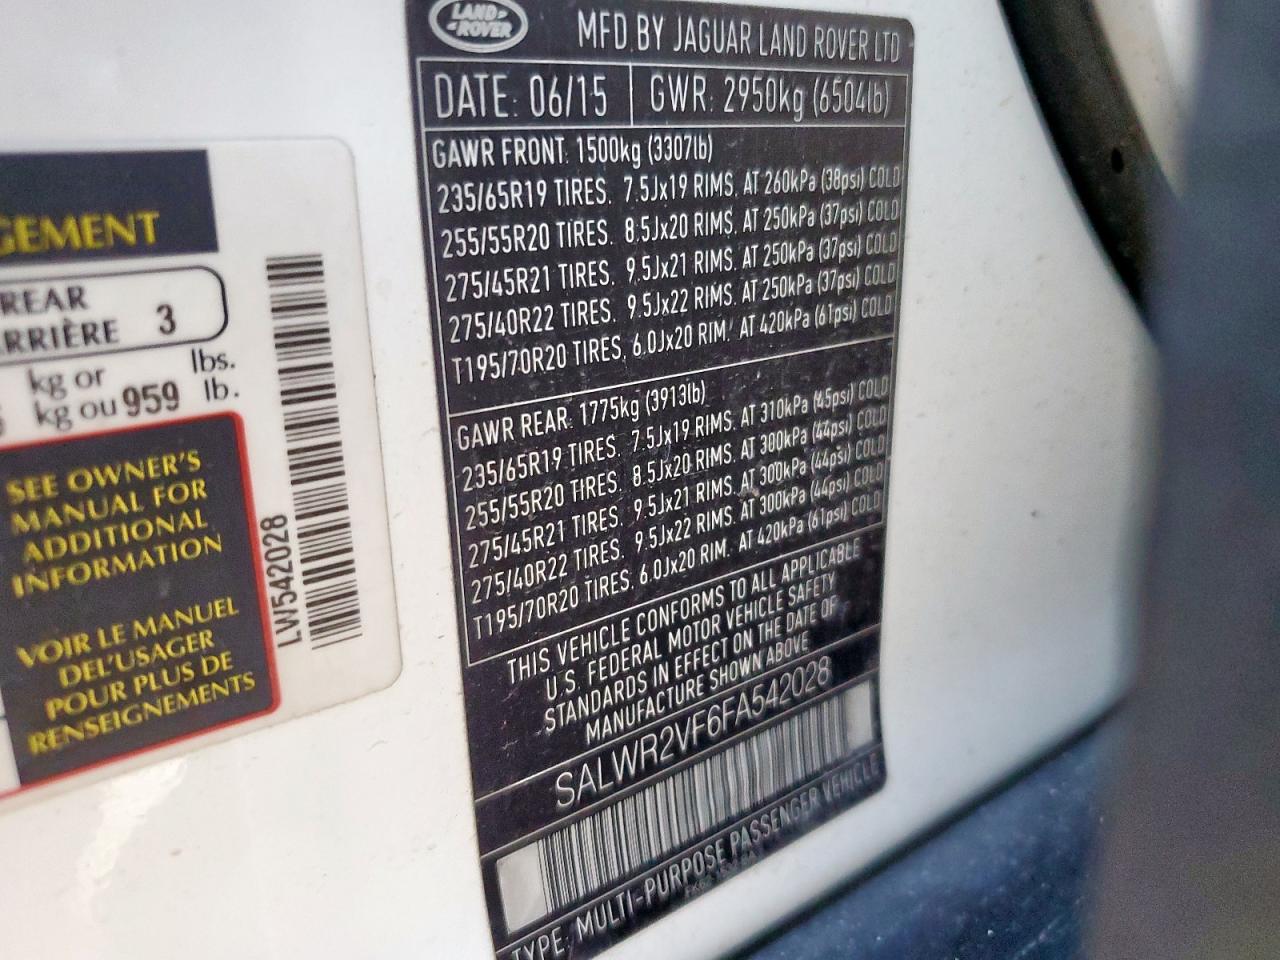 LAND-
-ROVER
MFD.BY JAGUAR LAND ROVER LTD
DATE: 06/15
GWR: 2950kg (6504lb)
GAWR FRONT: 1500kg (3307lb)
235/65R19 TIRES. 7.5Jx19 RIMS. AT 260kPa (38psi) COLD
255/55R20 TIRES. 8.5Jx20 RIMS. AT 250kPa (37psi) COLD
275/45R21 TIRES. 9.5Jx21 RIMS. AT 250kPa (37psi) COLD
275/40R22 TIRES. 9.5Jx22 RIMS. AT 250kPa (37psi) COLD
T195/70R20 TIRES. 6.0Jx20 RIM. AT 420kPa (61psi) COLD
GAWR REAR: 1775kg (3913lb)
235/65R19 TIRES. 7.5Jx19 RIMS. AT 310kPa (45psi) COLD
255/55R20 TIRES. 8.5Jx20 RIMS. AT 300kPa (44psi) COLD
275/45R21 TIRES. 9.5Jx21 RIMS. AT 300kPa (44psi) COLD
275/40R22 TIRES. 9.5Jx22 RIMS. AT 300kPa (44psi) COLD
T195/70R20 TIRES. 6.0Jx20 RIM. AT 420kPa (61psi) COLD
THIS VEHICLE CONFORMS TO ALL APPLICABLE
U.S. FEDERAL MOTOR VEHICLE SAFETY
STANDARDS IN EFFECT ON THE DATE OF
MANUFACTURE SHOWN ABOVE
SALWR2VF6FA542028
TYPE: MULTI-PURPOSE PASSENGER VEHICLE
GEMENT
REAR
RRIÈRE 3
kg or lbs.
kg ou 959 lb.
SEE OWNER'S
MANUAL FOR
ADDITIONAL
INFORMATION
VOIR LE MANUEL
DEL'USAGER
POUR PLUS DE
RENSEIGNEMENTS
LW542028